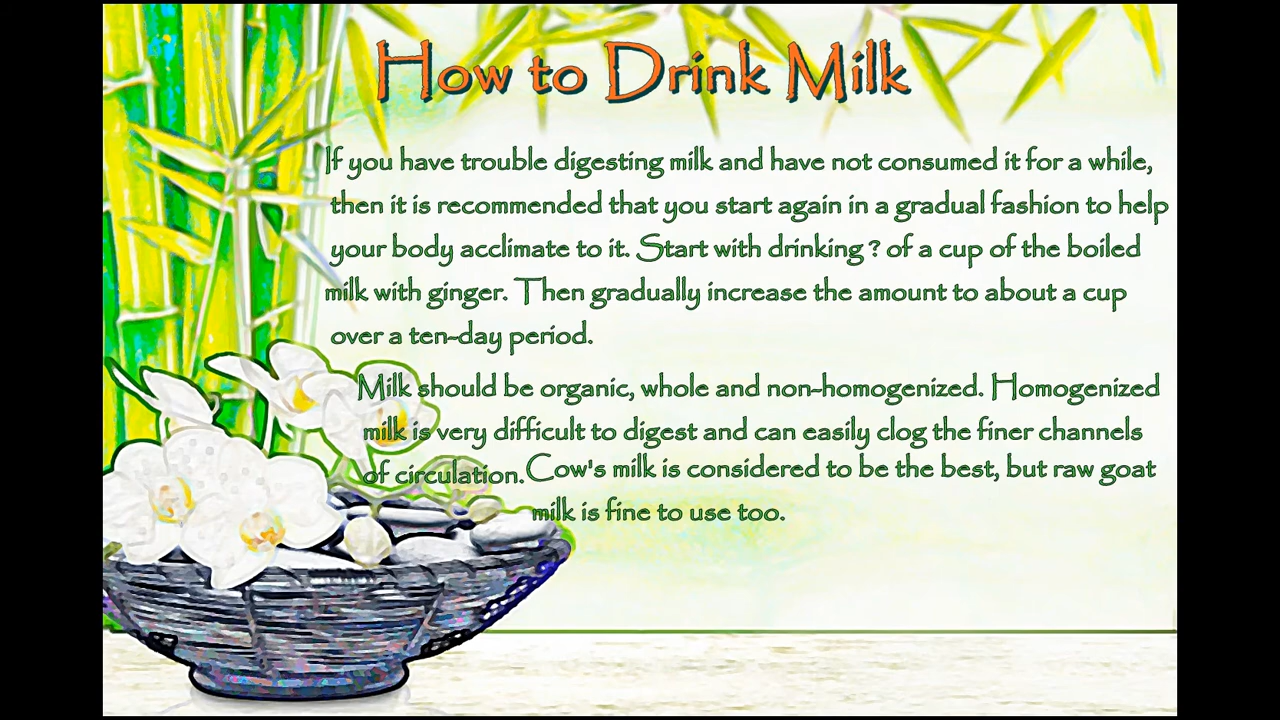 How to Drink Milk
If you have trouble digesting milk and have not consumed it for a while,
then it is recommended that you start again in a gradual fashion to help
your body acclimate to it. Start with drinking ? of a cup of the boiled
milk with ginger. Then gradually increase the amount to about a cup
over a ten-day period.
Milk should be organic, whole and non-homogenized. Homogenized
milk is very difficult to digest and can easily clog the finer channels
of circulation. Cow's milk is considered to be the best, but raw goat
milk is fine to use too.